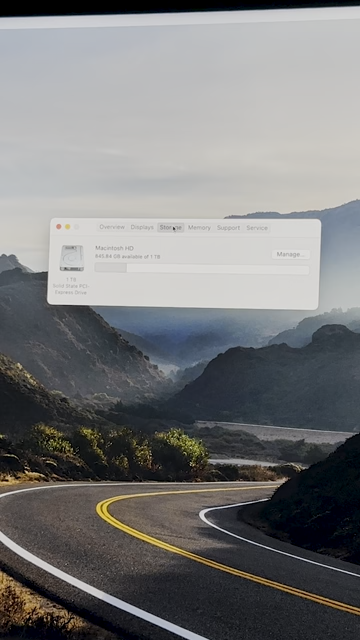 Overview Displays Storage Memory Support Service
Macintosh HD
845.84 GB available of 1 TB
Manage...
1 TB
Solid State PCI-
Express Drive